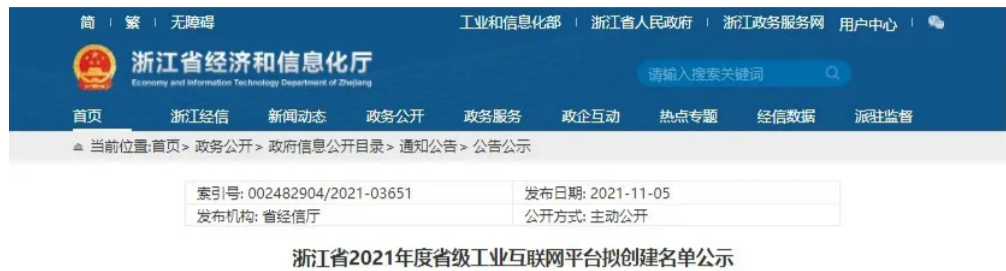 简 | 繁 | 无障碍 工业和信息化部 | 浙江省人民政府 | 浙江政务服务网 用户中心 |
浙江省经济和信息化厅
Economy and Information Technology Department of Zhejiang
请输入搜索关键词
首页 浙江经信 新闻动态 政务公开 政务服务 政企互动 热点专题 经信数据 派驻监督
当前位置:首页> 政务公开> 政府信息公开目录> 通知公告> 公告公示
索引号: 002482904/2021-03651 发布日期: 2021-11-05
发布机构: 省经信厅 公开方式: 主动公开
浙江省2021年度省级工业互联网平台拟创建名单公示